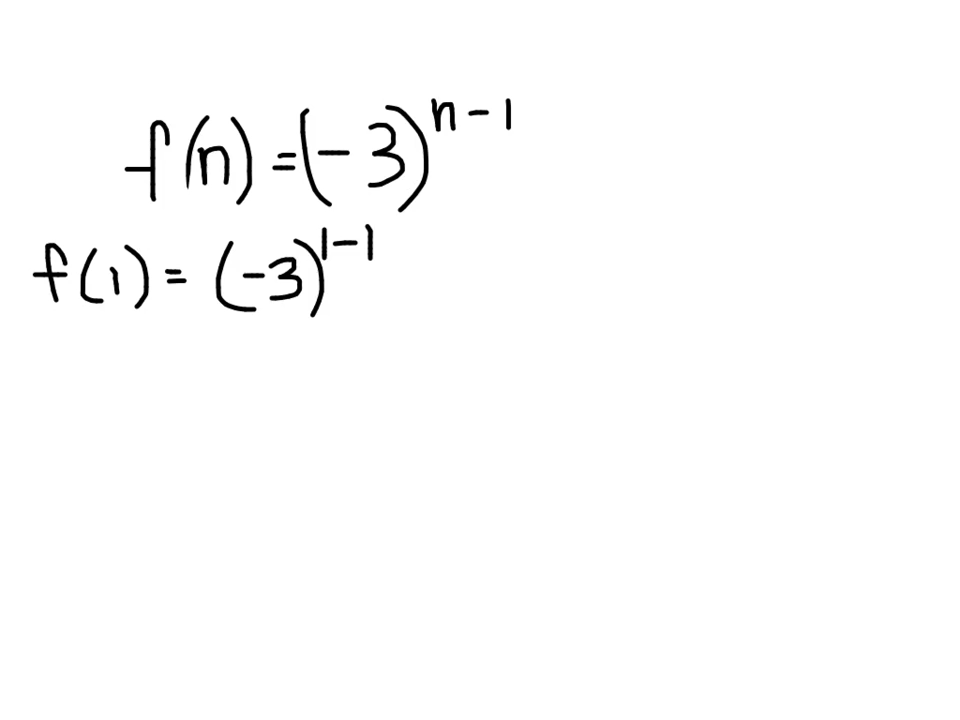 f(n) = (-3)^{n-1}
f(1) = (-3)^{1-1}